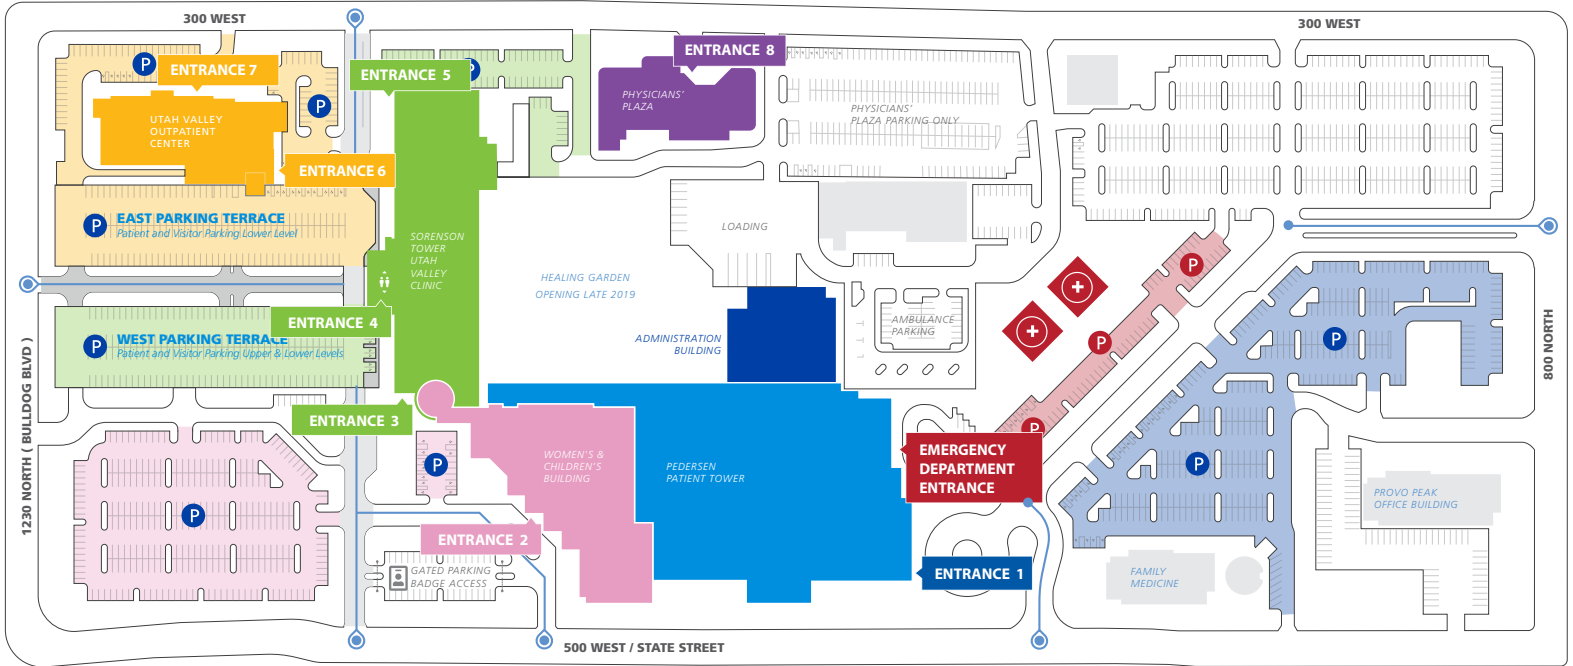 300 WEST
300 WEST
P
ENTRANCE 7
ENTRANCE 5
P
ENTRANCE 8
P
UTAH VALLEY
OUTPATIENT
CENTER
PHYSICIANS'
PLAZA
PHYSICIANS'
PLAZA PARKING ONLY
ENTRANCE 6
P
EAST PARKING TERRACE
Patient and Visitor Parking Lower Level
SORENSON
TOWER
UTAH
VALLEY
CLINIC
LOADING
HEALING GARDEN
OPENING LATE 2019
P
P
P
P
WEST PARKING TERRACE
Patient and Visitor Parking Upper & Lower Levels
ENTRANCE 4
ADMINISTRATION
BUILDING
AMBULANCE
PARKING
P
1230 NORTH ( BULLDOG BLVD )
800 NORTH
ENTRANCE 3
P
WOMEN'S &
CHILDREN'S
BUILDING
PEDERSEN
PATIENT TOWER
EMERGENCY
DEPARTMENT
ENTRANCE
P
P
PROVO PEAK
OFFICE BUILDING
ENTRANCE 2
GATED PARKING
BADGE ACCESS
ENTRANCE 1
FAMILY
MEDICINE
500 WEST / STATE STREET